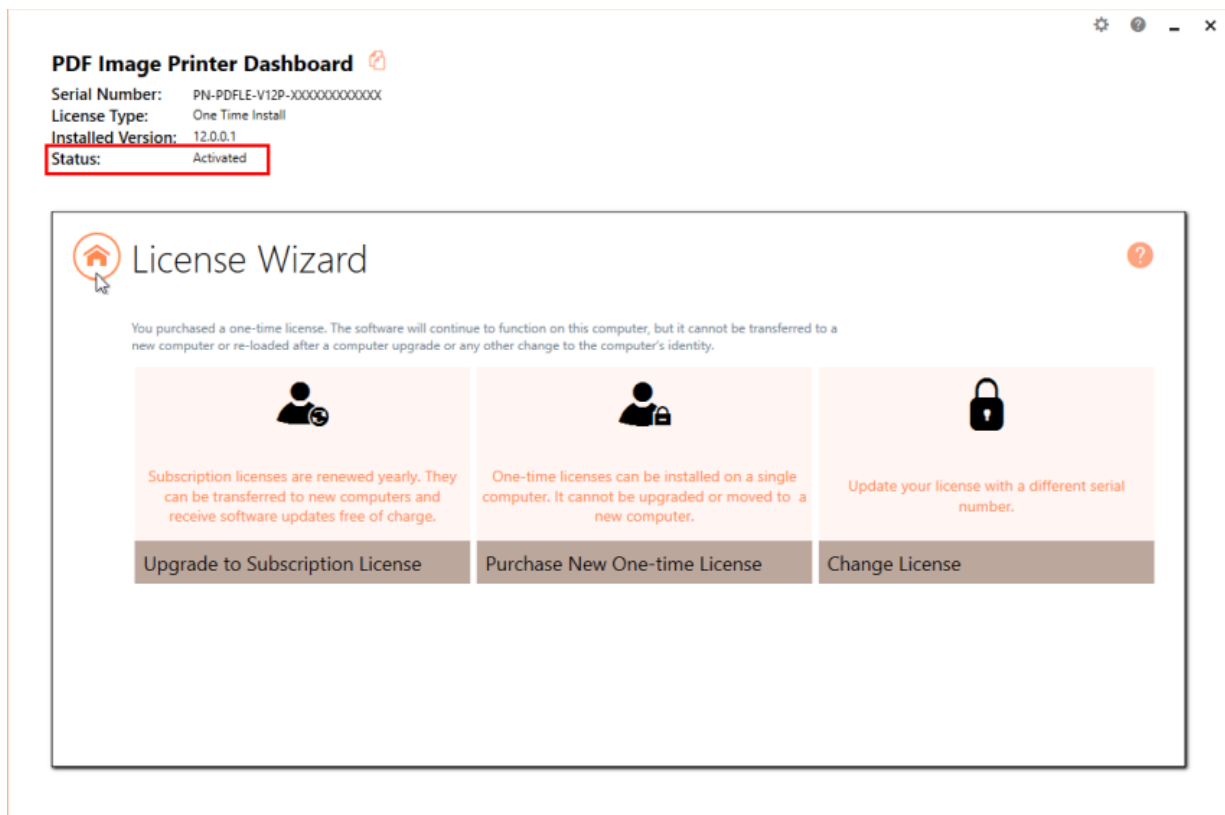 PDF Image Printer Dashboard
Serial Number: PN-PDFLE-V12P-XXXXXXXXXXXX
License Type: One Time Install
Installed Version: 12.0.0.1
Status: Activated
License Wizard
?
You purchased a one-time license. The software will continue to function on this computer, but it cannot be transferred to a
new computer or re-loaded after a computer upgrade or any other change to the computer's identity.
Subscription licenses are renewed yearly. They
can be transferred to new computers and
receive software updates free of charge.
Upgrade to Subscription License
One-time licenses can be installed on a single
computer. It cannot be upgraded or moved to a
new computer.
Purchase New One-time License
Update your license with a different serial
number.
Change License